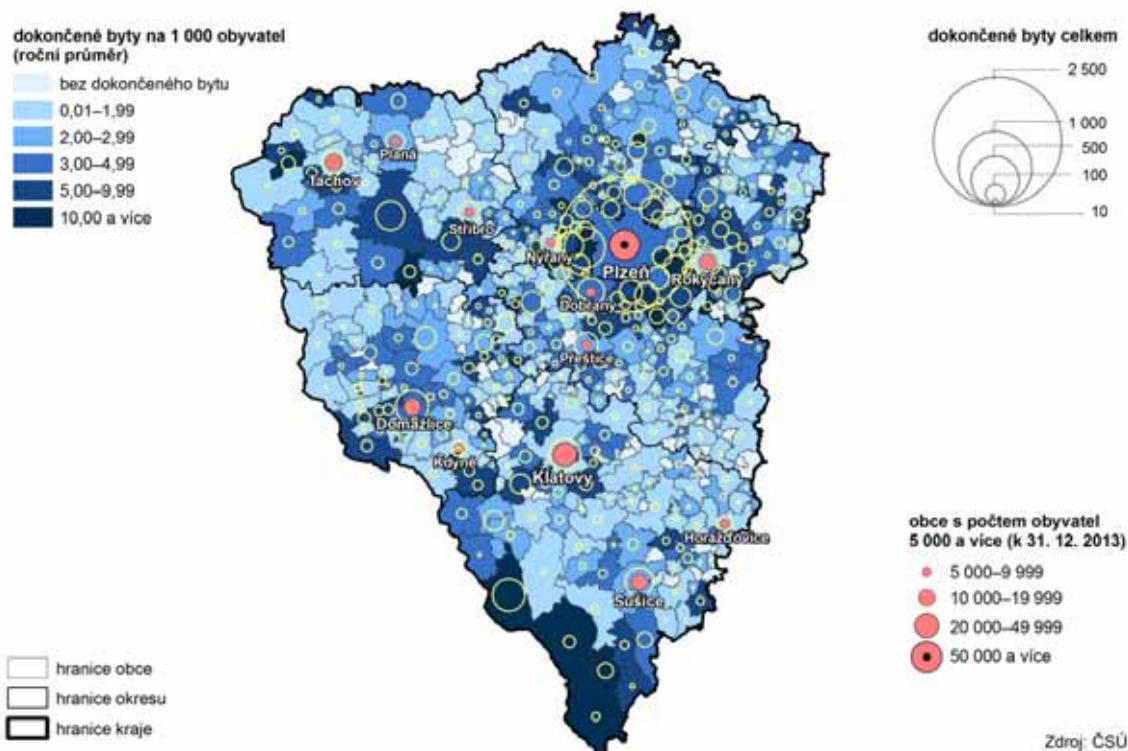 dokončené byty na 1 000 obyvatel
(roční průměr)
bez dokončeného bytu
0,01–1,99
2,00–2,99
3,00–4,99
5,00–9,99
10,00 a více
dokončené byty celkem
2 500
1 000
500
100
10
Planá
Tachov
Stříbro
Nýřany
Plzeň
Rokycany
Dobřany
Přeštice
Domažlice
Kdyně
Klatovy
Horažďovice
Sušice
obce s počtem obyvatel
5 000 a více (k 31. 12. 2013)
5 000–9 999
10 000–19 999
20 000–49 999
50 000 a více
hranice obce
hranice okresu
hranice kraje
Zdroj: ČSÚ